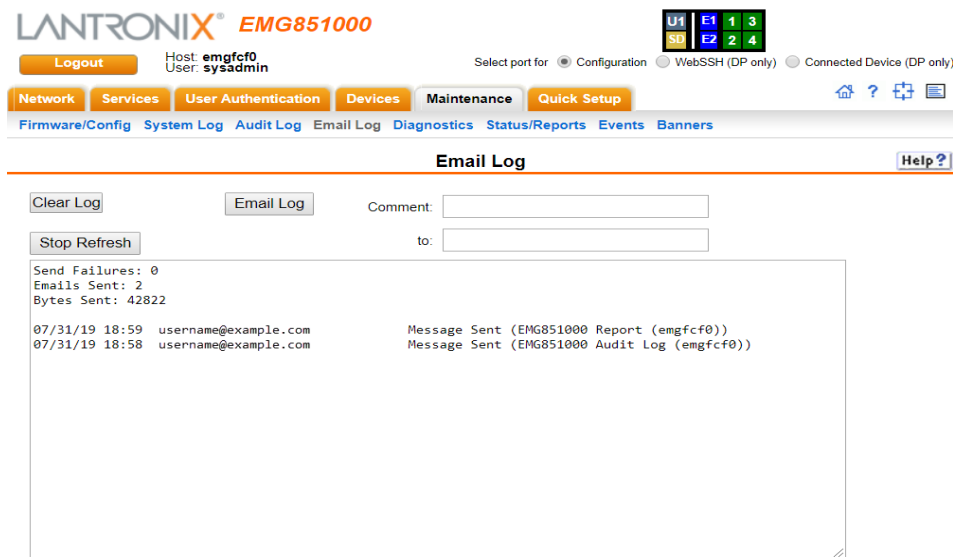 LANTRONIX® EMG851000
U1 E1 1 3
SD E2 2 4
Logout
Host: emgfcf0
User: sysadmin
Select port for Configuration WebSSH (DP only) Connected Device (DP only)
Network Services User Authentication Devices Maintenance Quick Setup
?
Firmware/Config System Log Audit Log Email Log Diagnostics Status/Reports Events Banners
Email Log
Help?
Clear Log
Email Log
Comment:
Stop Refresh
to:
Send Failures: 0
Emails Sent: 2
Bytes Sent: 42822
07/31/19 18:59 username@example.com Message Sent (EMG851000 Report (emgfcf0))
07/31/19 18:58 username@example.com Message Sent (EMG851000 Audit Log (emgfcf0))